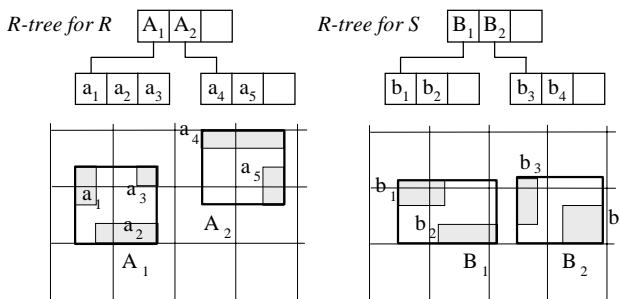 R-tree for R
A1 A2
a1 a2 a3
a4 a5
R-tree for S
B1 B2
b1 b2
b3 b4
a4
a5
a1
a3
a2
A1
A2
b3
b1
b
b2
B1
B2